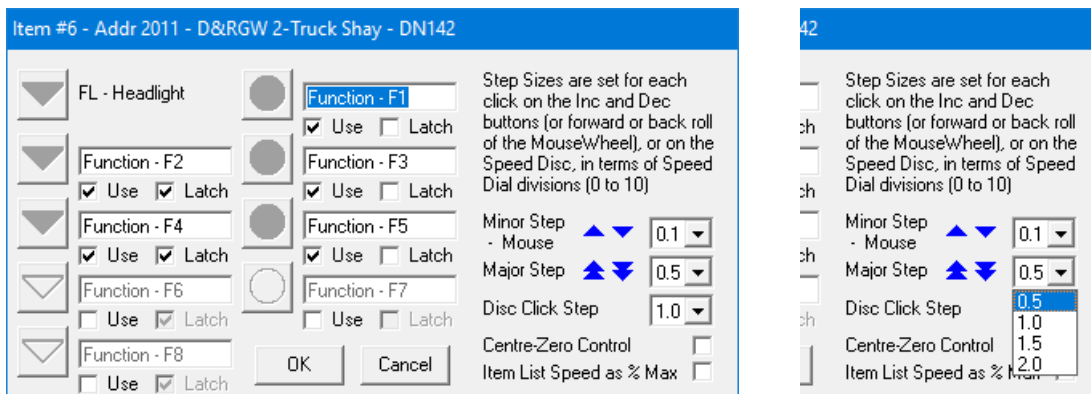 Item #6 - Addr 2011 - D&RGW 2-Truck Shay - DN142
FL - Headlight
Function - F1
Use Latch
Function - F2
Use Latch
Function - F3
Use Latch
Function - F4
Use Latch
Function - F5
Use Latch
Function - F6
Use Latch
Function - F7
Use Latch
Function - F8
Use Latch
OK Cancel
Step Sizes are set for each
click on the Inc and Dec
buttons (or forward or back roll
of the MouseWheel), or on the
Speed Disc, in terms of Speed
Dial divisions (0 to 10)
Minor Step
- Mouse
0.1
Major Step
0.5
Disc Click Step
1.0
Centre-Zero Control
Item List Speed as % Max
42
ch
ch
ch
ch
Step Sizes are set for each
click on the Inc and Dec
buttons (or forward or back roll
of the MouseWheel), or on the
Speed Disc, in terms of Speed
Dial divisions (0 to 10)
Minor Step
- Mouse
0.1
Major Step
0.5
0.5
1.0
1.5
2.0
Disc Click Step
Centre-Zero Control
Item List Speed as %